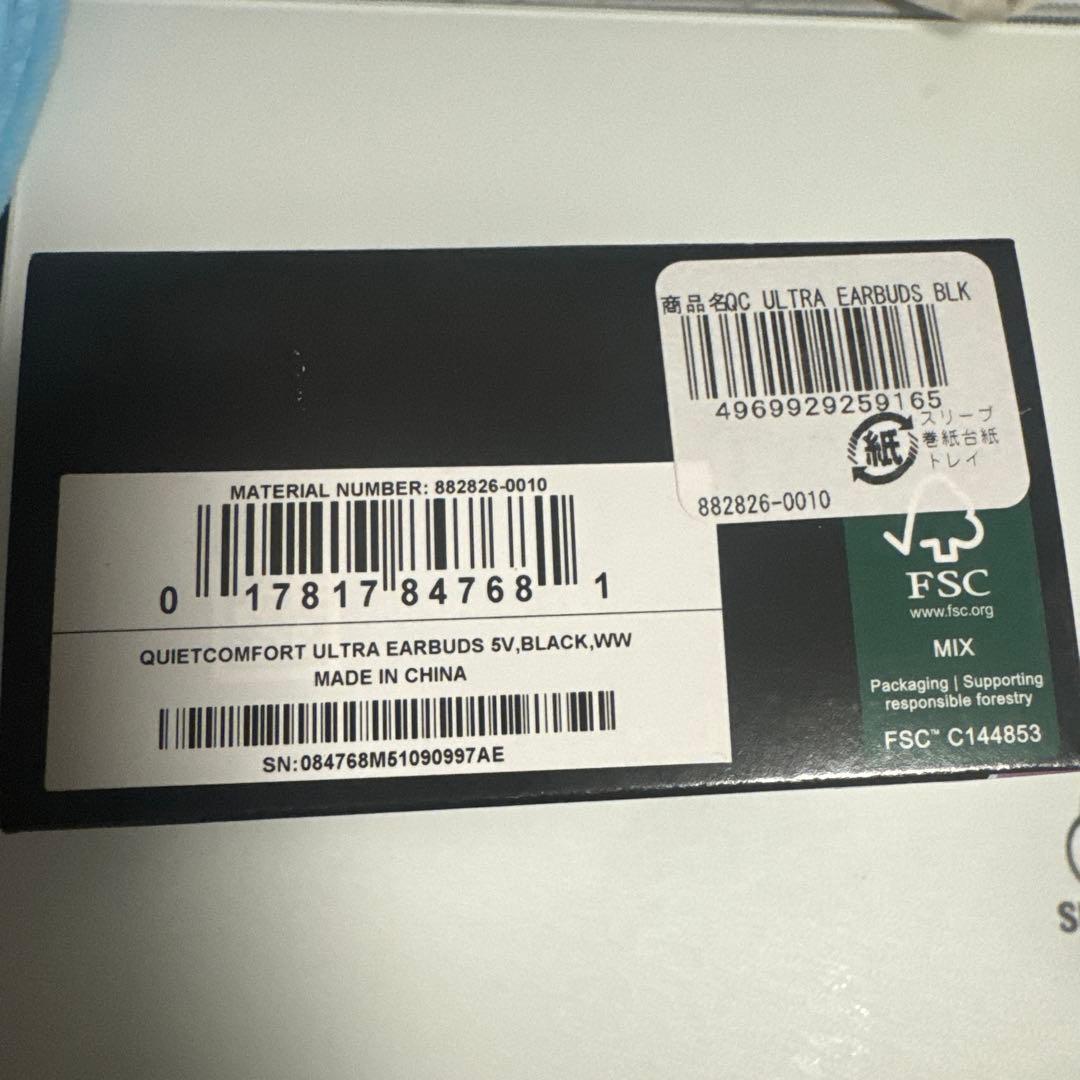 商品名QC ULTRA EARBUDS BLK
4969929259165
スリーブ
巻紙台紙
トレイ
紙
882826-0010
MATERIAL NUMBER: 882826-0010
0 17817 84768 1
QUIETCOMFORT ULTRA EARBUDS 5V,BLACK,WW
MADE IN CHINA
SN:084768M51090997AE
FSC
www.fsc.org
MIX
Packaging | Supporting
responsible forestry
FSC™ C144853